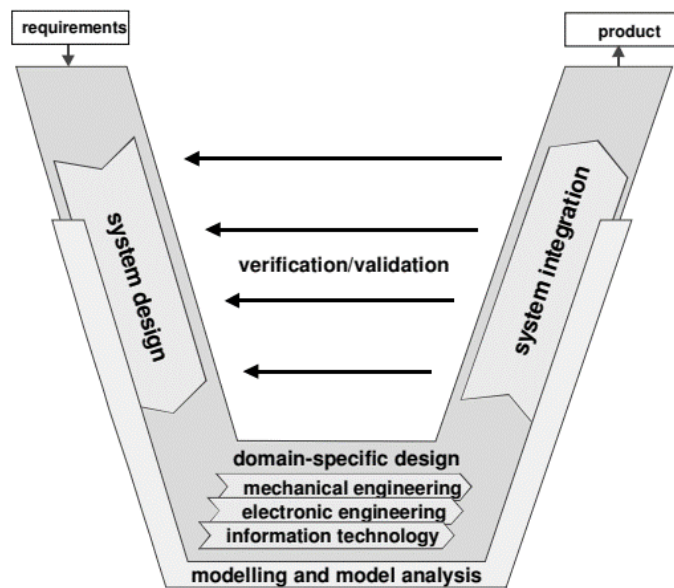 requirements
product
system design
verification/validation
system integration
domain-specific design
mechanical engineering
electronic engineering
information technology
modelling and model analysis